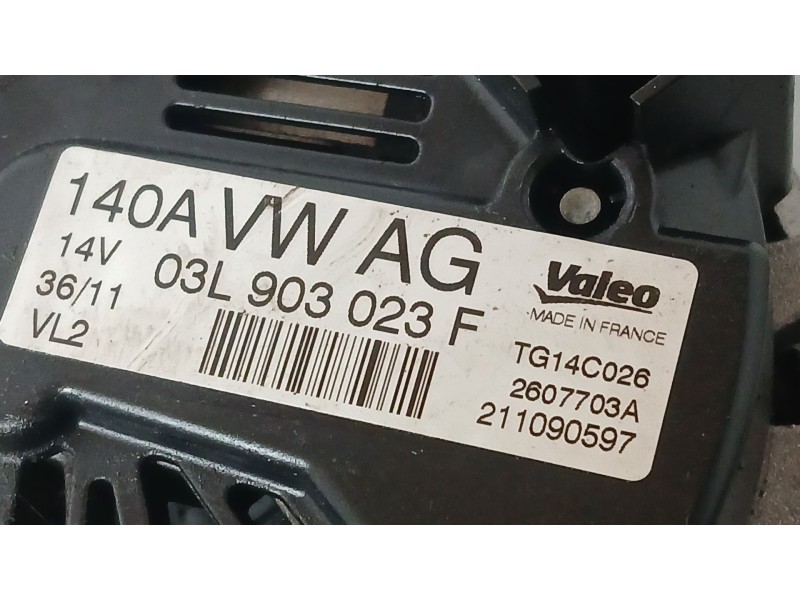 140A VW AG
14V 03L 903 023 F
36/11
VL2
Valeo
MADE IN FRANCE
TG14C026
2607703A
211090597